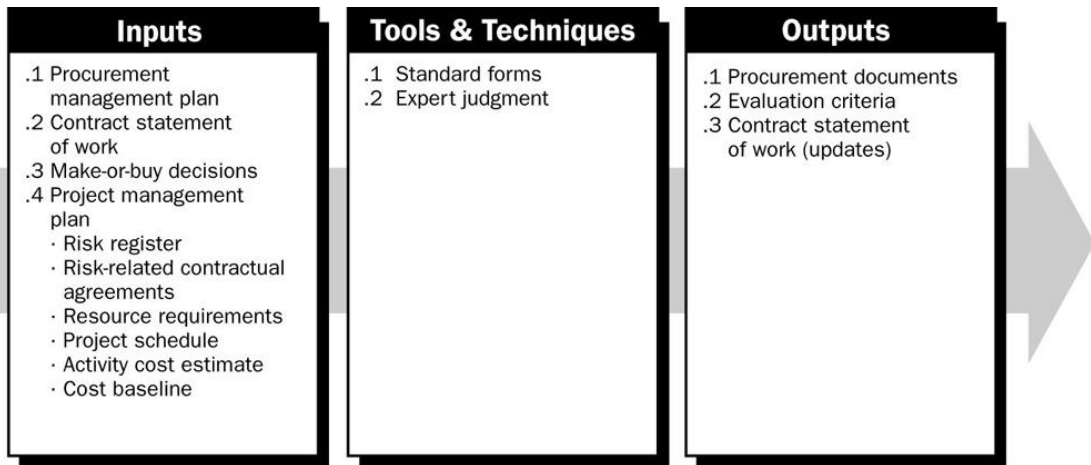 Inputs
.1 Procurement
management plan
.2 Contract statement
of work
.3 Make-or-buy decisions
.4 Project management
plan
· Risk register
· Risk-related contractual
agreements
· Resource requirements
· Project schedule
· Activity cost estimate
· Cost baseline
Tools & Techniques
.1 Standard forms
.2 Expert judgment
Outputs
.1 Procurement documents
.2 Evaluation criteria
.3 Contract statement
of work (updates)